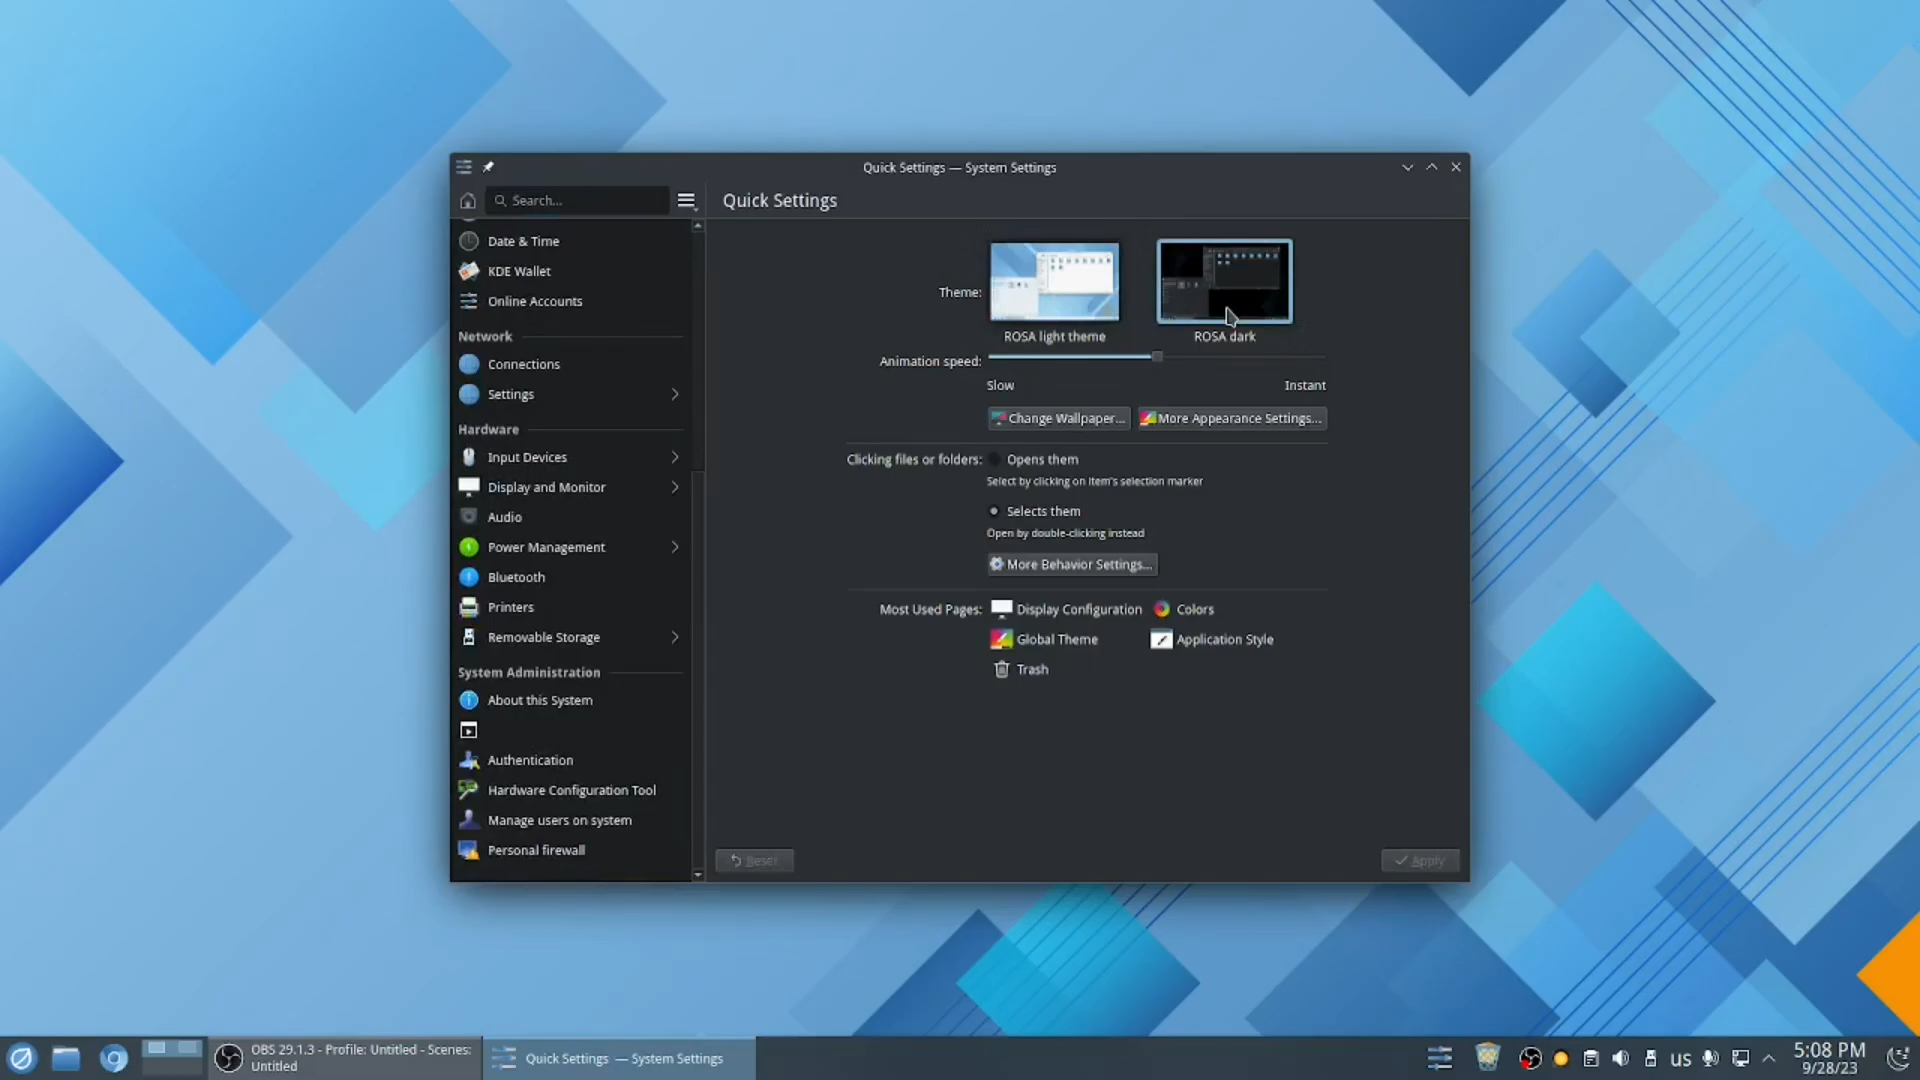 Quick Settings — System Settings
Search...
Quick Settings
Date & Time
KDE Wallet
Online Accounts
Network
Connections
Settings
Hardware
Input Devices
Display and Monitor
Audio
Power Management
Bluetooth
Printers
Removable Storage
System Administration
About this System
Authentication
Hardware Configuration Tool
Manage users on system
Personal firewall
Theme:
ROSA light theme
ROSA dark
Animation speed:
Slow
Instant
Change Wallpaper...
More Appearance Settings...
Clicking files or folders:
Opens them
Select by clicking on item's selection marker
Selects them
Open by double-clicking instead
More Behavior Settings...
Most Used Pages:
Display Configuration
Colors
Global Theme
Application Style
Trash
Reset
Apply
OBS 29.1.3 - Profile: Untitled - Scenes:
Untitled
Quick Settings — System Settings
us
5:08 PM
9/28/23